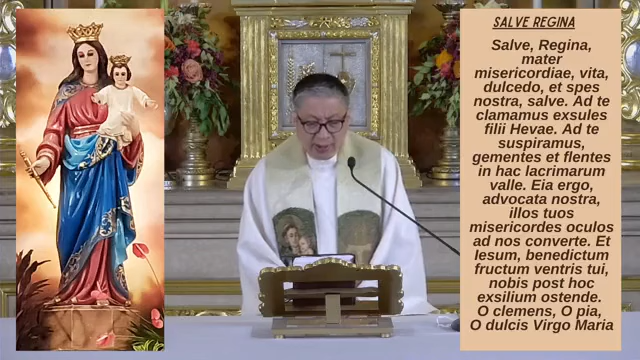 SALVE REGINA
Salve, Regina,
mater
misericordiae, vita,
dulcedo, et spes
nostra, salve. Ad te
clamamus exsules
filii Hevae. Ad te
suspiramus,
gementes et flentes
in hac lacrimarum
valle. Eia ergo,
advocata nostra,
illos tuos
misericordes oculos
ad nos converte. Et
Iesum, benedictum
fructum ventris tui,
nobis post hoc
exsilium ostende.
O clemens, O pia,
O dulcis Virgo Maria